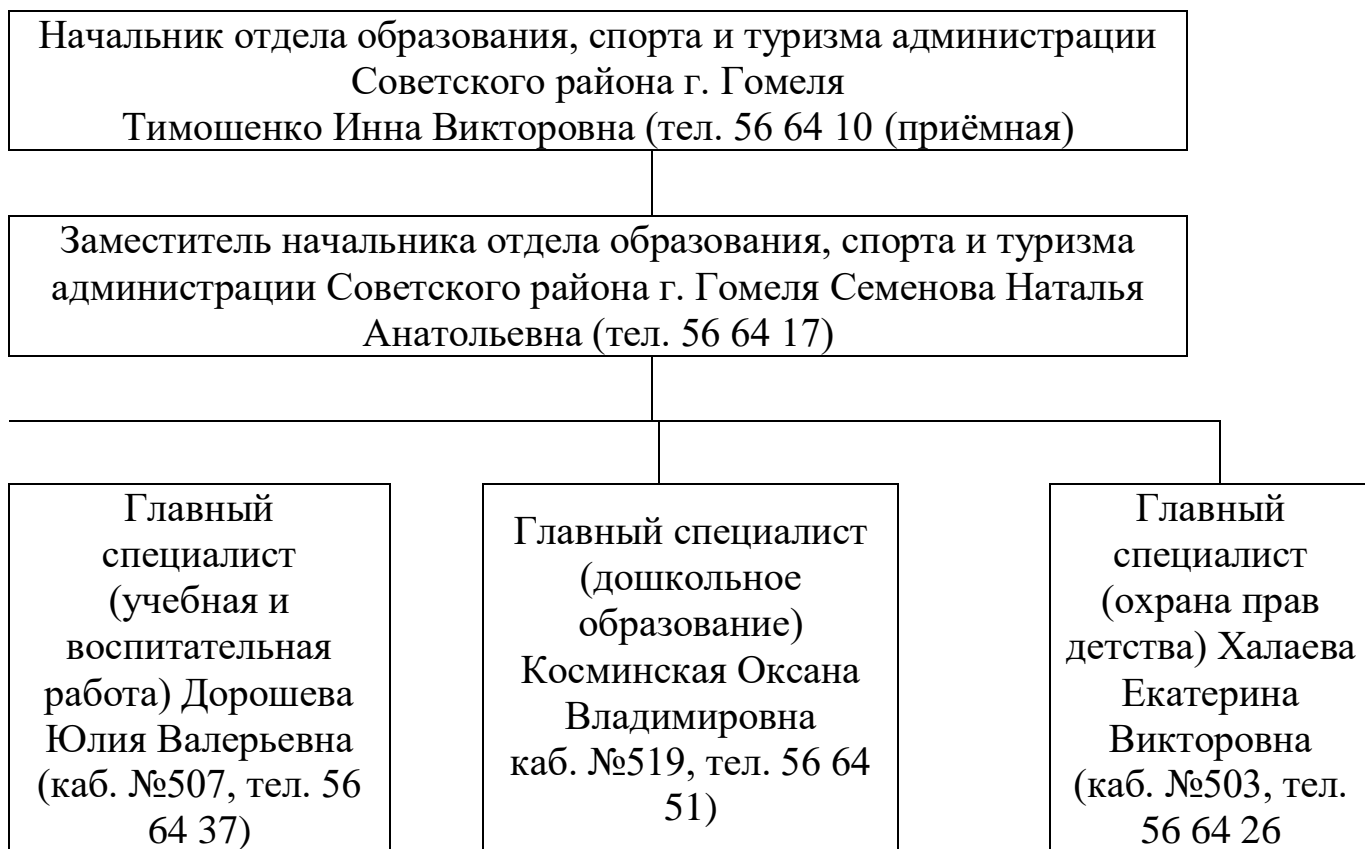 Начальник отдела образования, спорта и туризма администрации
Советского района г. Гомеля
Тимошенко Инна Викторовна (тел. 56 64 10 (приёмная)
Заместитель начальника отдела образования, спорта и туризма
администрации Советского района г. Гомеля Семенова Наталья
Анатольевна (тел. 56 64 17)
Главный
специалист
(учебная и
воспитательная
работа) Дорошева
Юлия Валерьевна
(каб. №507, тел. 56
64 37)
Главный специалист
(дошкольное
образование)
Косминская Оксана
Владимировна
каб. №519, тел. 56 64
51)
Главный
специалист
(охрана прав
детства) Халаева
Екатерина
Викторовна
(каб. №503, тел.
56 64 26